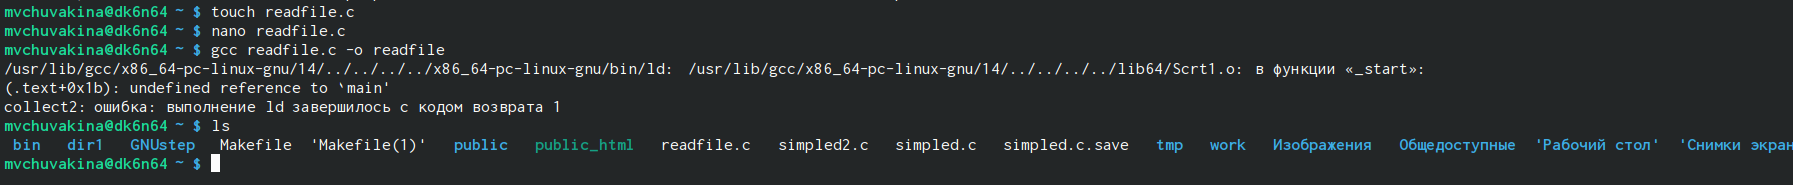 mvchuvakina@dk6n64 ~ $ touch readfile.c
mvchuvakina@dk6n64 ~ $ nano readfile.c
mvchuvakina@dk6n64 ~ $ gcc readfile.c -o readfile
/usr/lib/gcc/x86_64-pc-linux-gnu/14/../../../../x86_64-pc-linux-gnu/bin/ld: /usr/lib/gcc/x86_64-pc-linux-gnu/14/../../../../lib64/Scrt1.o: в функции «_start»:
(.text+0x1b): undefined reference to `main'
collect2: ошибка: выполнение ld завершилось с кодом возврата 1
mvchuvakina@dk6n64 ~ $ ls
bin dir1 GNUstep Makefile 'Makefile(1)' public public_html readfile.c simpled2.c simpled.c simpled.c.save tmp work Изображения Общедоступные 'Рабочий стол' 'Снимки экран
mvchuvakina@dk6n64 ~ $